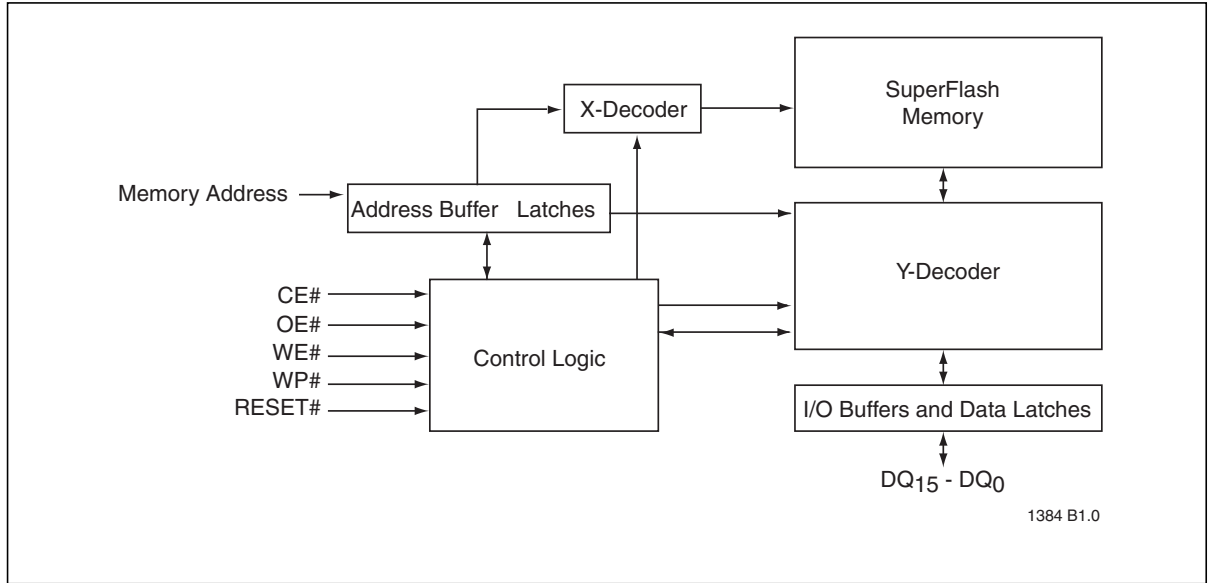 SuperFlash
Memory
X-Decoder
Memory Address
Address Buffer Latches
Y-Decoder
CE#
OE#
WE#
WP#
RESET#
Control Logic
I/O Buffers and Data Latches
DQ15 - DQ0
1384 B1.0